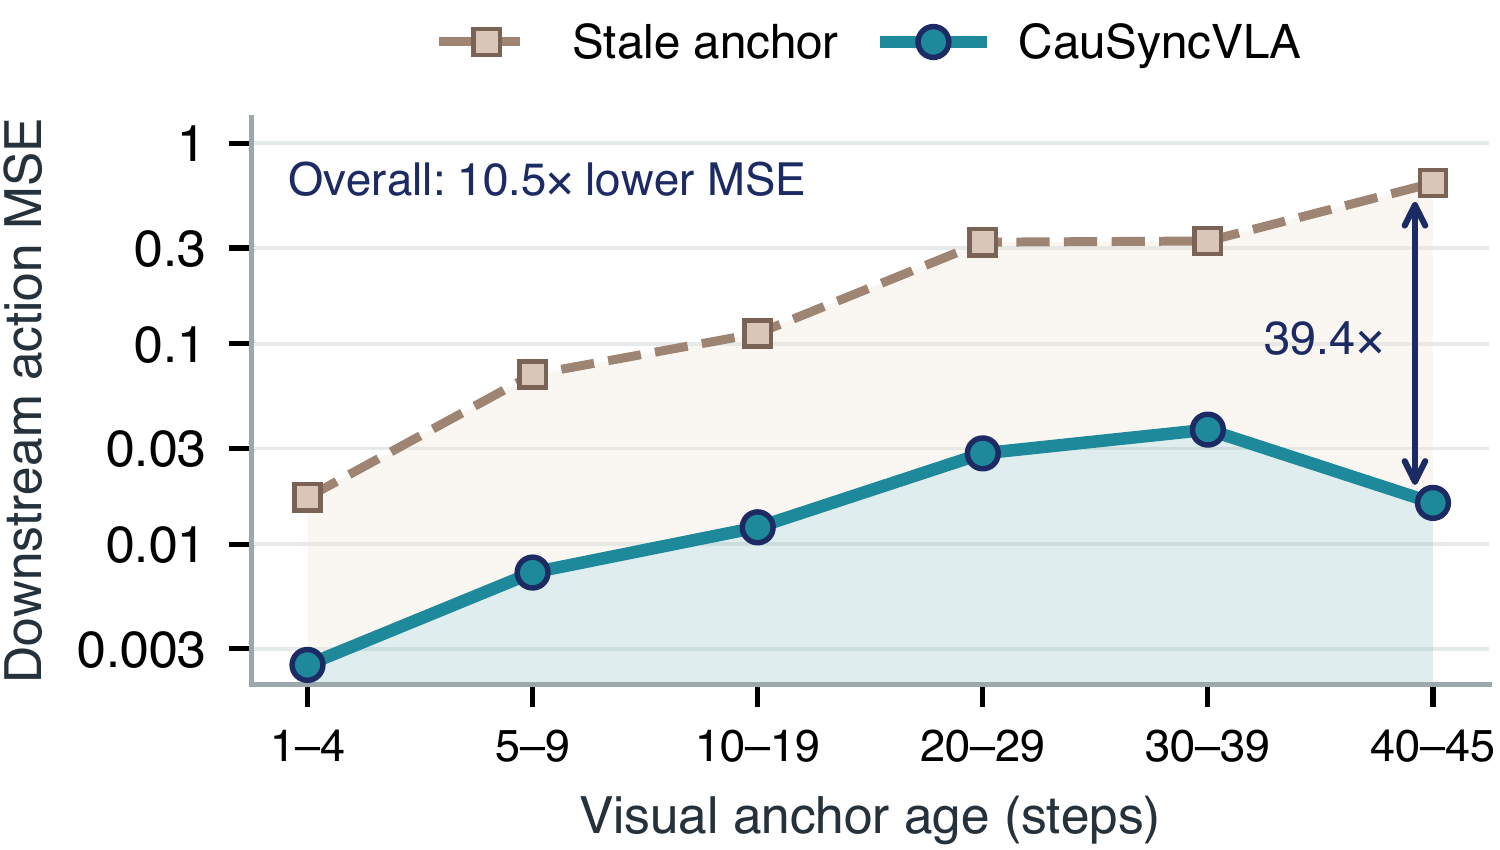 Stale anchor
CauSyncVLA
Downstream action MSE
1
0.3
0.1
0.03
0.01
0.003
Overall: 10.5× lower MSE
39.4×
1–4
5–9
10–19
20–29
30–39
40–45
Visual anchor age (steps)